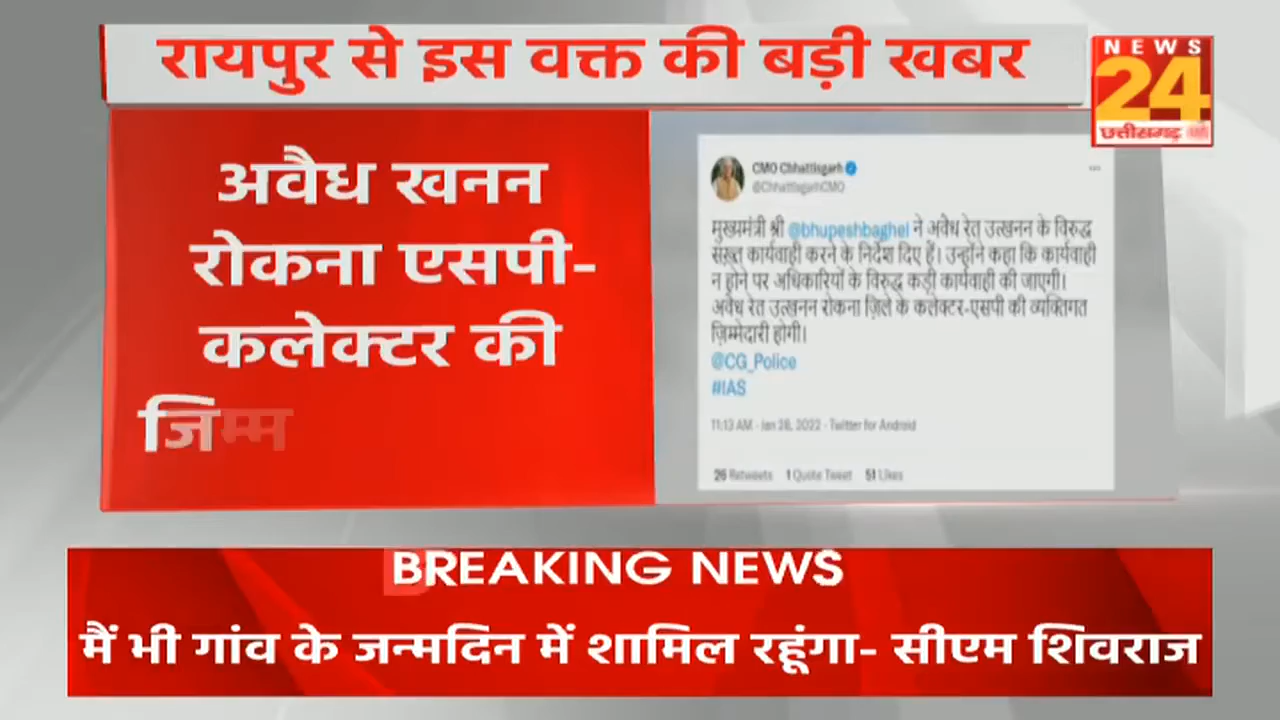 रायपुर से इस वक्त की बड़ी खबर
NEWS
24
छत्तीसगढ़
अवैध खनन
रोकना एसपी-
कलेक्टर की
जिम्म
CMO Chhattisgarh
@ChhattisgarhCMO
मुख्यमंत्री श्री @bhupeshbaghel ने अवैध रेत उत्खनन के विरुद्ध
सख़्त कार्यवाही करने के निर्देश दिए हैं। उन्होंने कहा कि कार्यवाही
न होने पर अधिकारियों के विरुद्ध कड़ी कार्यवाही की जाएगी।
अवैध रेत उत्खनन रोकना ज़िले के कलेक्टर-एसपी की व्यक्तिगत
ज़िम्मेदारी होगी।
@CG_Police
#IAS
11:13 AM · Jan 28, 2022 · Twitter for Android
26 Retweets 1 Quote Tweet 51 Likes
BREAKING NEWS
मैं भी गांव के जन्मदिन में शामिल रहूंगा- सीएम शिवराज